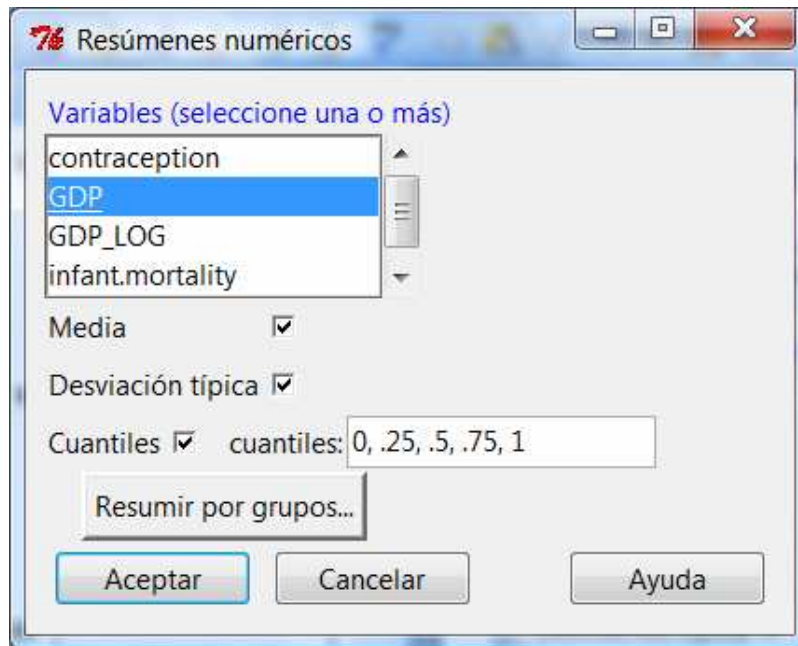 Resúmenes numéricos
Variables (seleccione una o más)
contraception
GDP
GDP_LOG
infant.mortality
Media
Desviación típica
Cuantiles cuantiles: 0, .25, .5, .75, 1
Resumir por grupos...
Aceptar Cancelar Ayuda